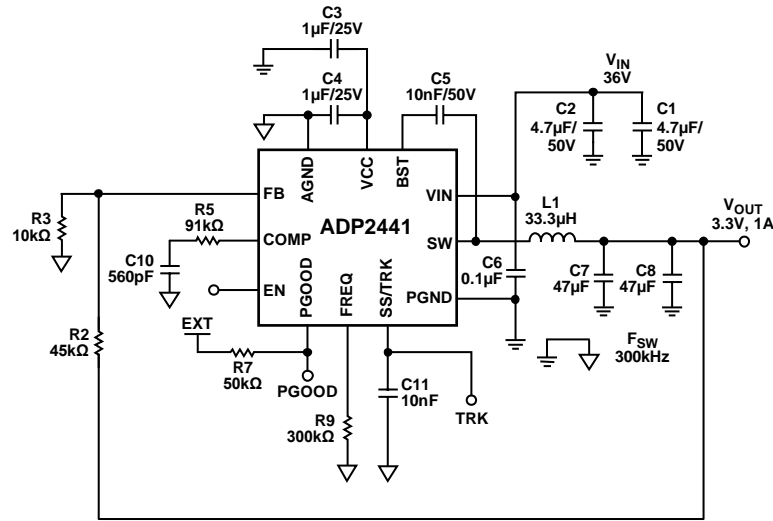 C3
1µF/25V
C4
1µF/25V
C5
10nF/50V
V_IN
36V
C2
4.7µF/
50V
C1
4.7µF/
50V
AGND
VCC
BST
FB
VIN
R3
10kΩ
R5
91kΩ
ADP2441
L1
33.3µH
V_OUT
3.3V, 1A
COMP
SW
C10
560pF
C6
0.1µF
C7
47µF
C8
47µF
EN
PGOOD
FREQ
SS/TRK
PGND
EXT
R2
45kΩ
R7
50kΩ
PGOOD
F_SW
300kHz
C11
10nF
TRK
R9
300kΩ